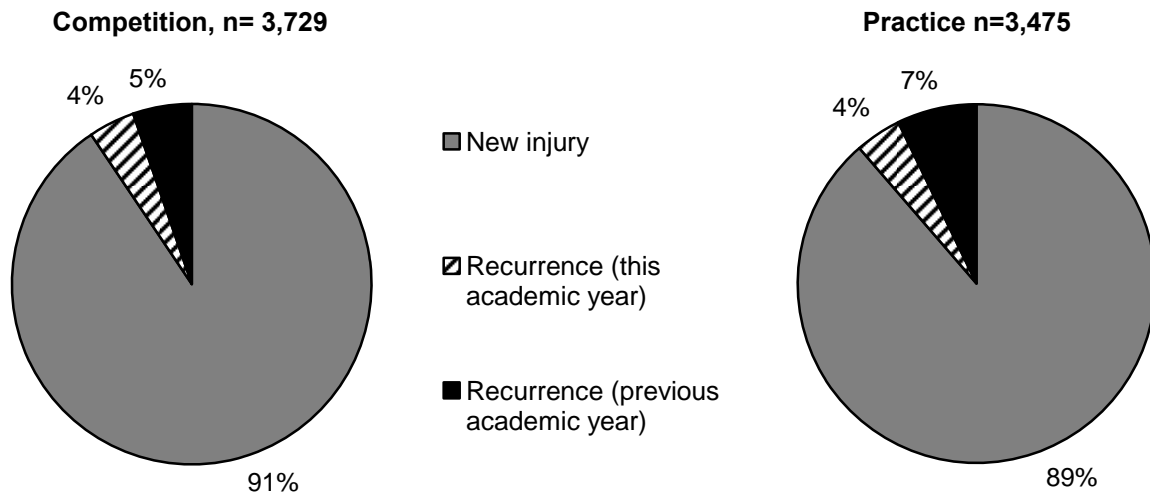 Competition, n= 3,729
5%
4%
91%
New injury
Recurrence (this
academic year)
Recurrence (previous
academic year)
Practice n=3,475
7%
4%
89%